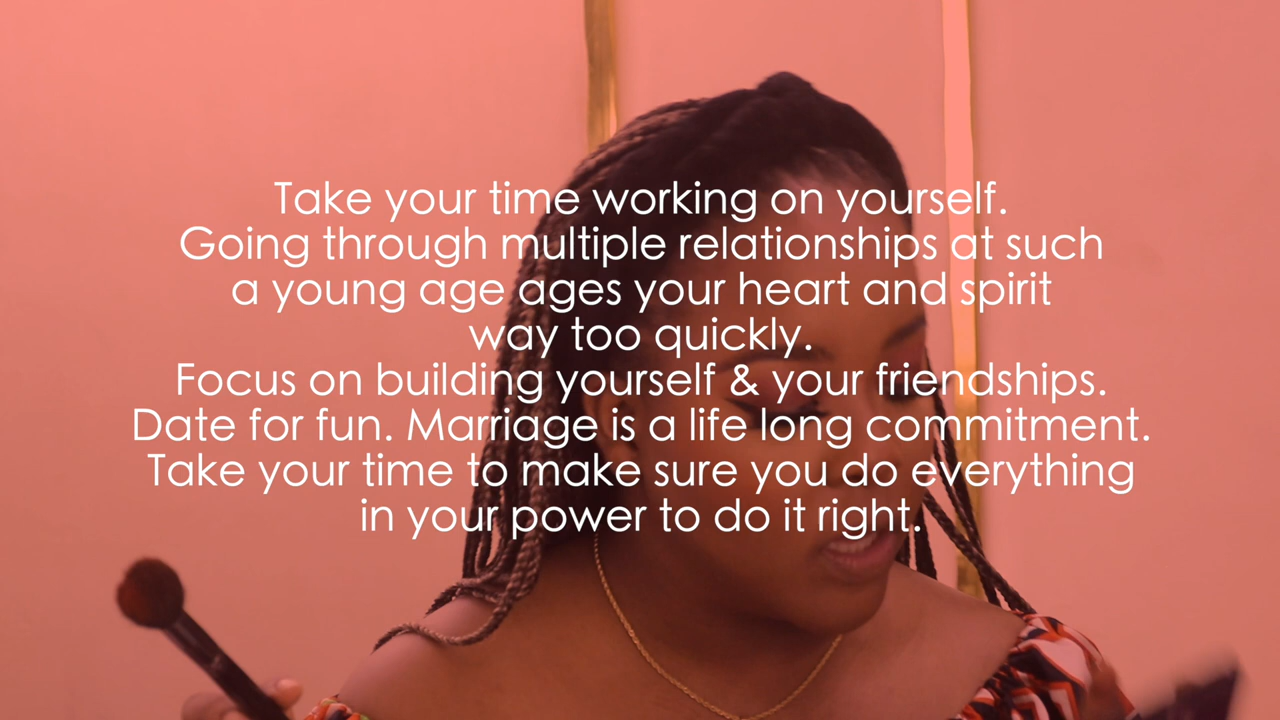 Take your time working on yourself.
Going through multiple relationships at such
a young age ages your heart and spirit
way too quickly.
Focus on building yourself & your friendships.
Date for fun. Marriage is a life long commitment.
Take your time to make sure you do everything
in your power to do it right.